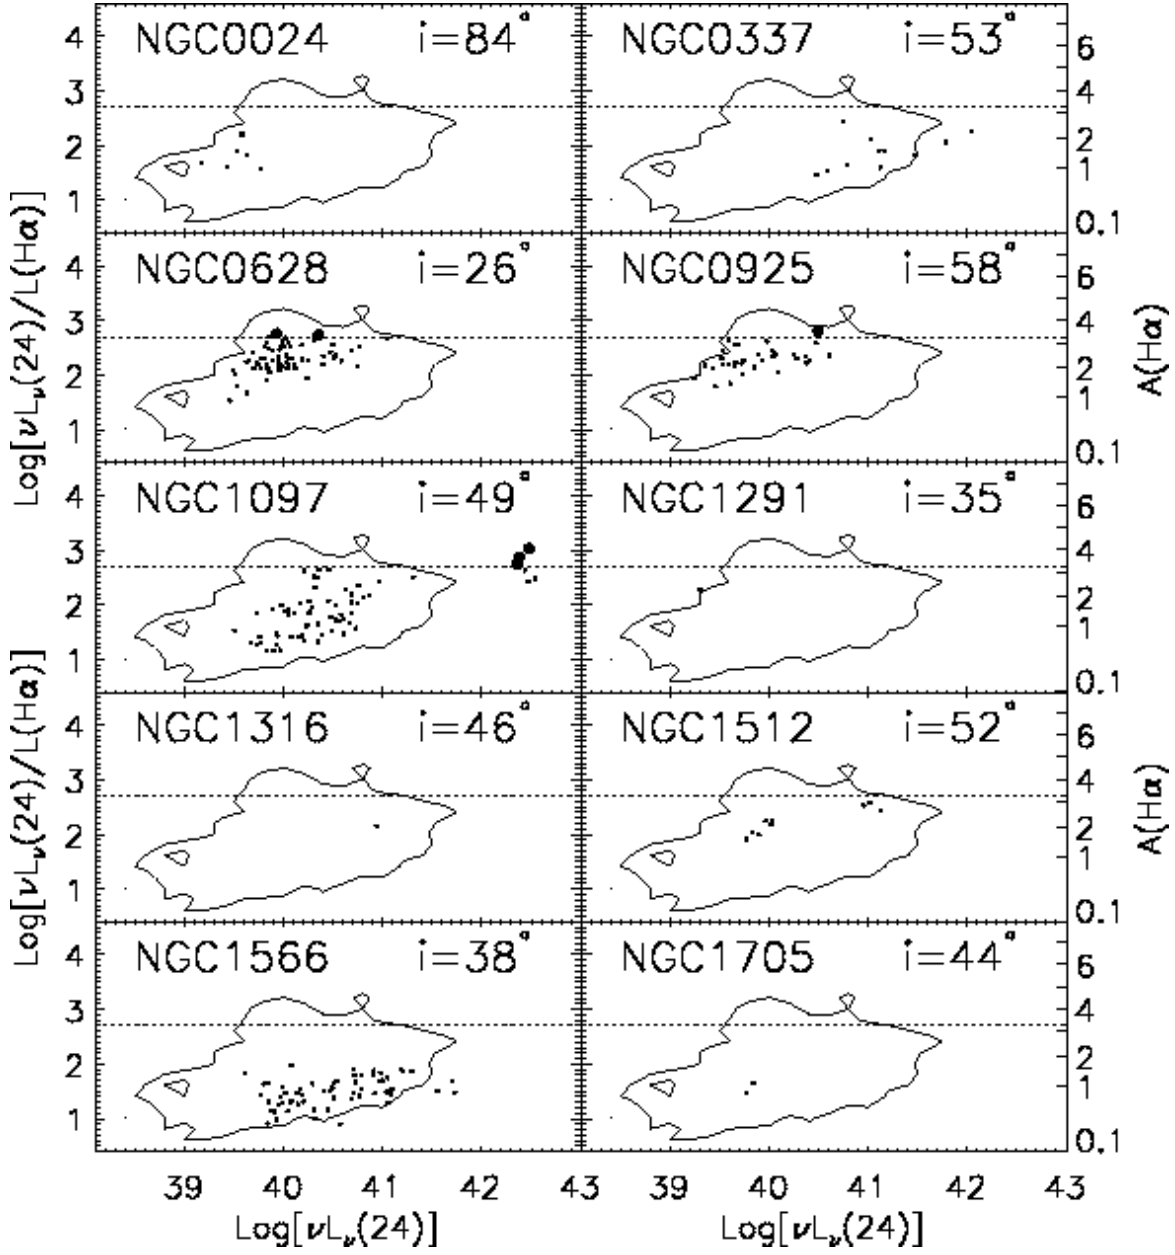 NGC0024 i=84° NGC0337 i=53°
4 3 2 1
6 4 2 1 0.1
NGC0628 i=26° NGC0925 i=58°
4 3 2 1
6 4 2 1 0.1
NGC1097 i=49° NGC1291 i=35°
4 3 2 1
6 4 2 1 0.1
NGC1316 i=46° NGC1512 i=52°
4 3 2 1
6 4 2 1 0.1
NGC1566 i=38° NGC1705 i=44°
4 3 2 1
6 4 2 1 0.1
Log[νLν(24)/L(Hα)]
Log[νLν(24)/L(Hα)]
A(Hα)
A(Hα)
39 40 41 42 43 39 40 41 42 43
Log[νLν(24)] Log[νLν(24)]